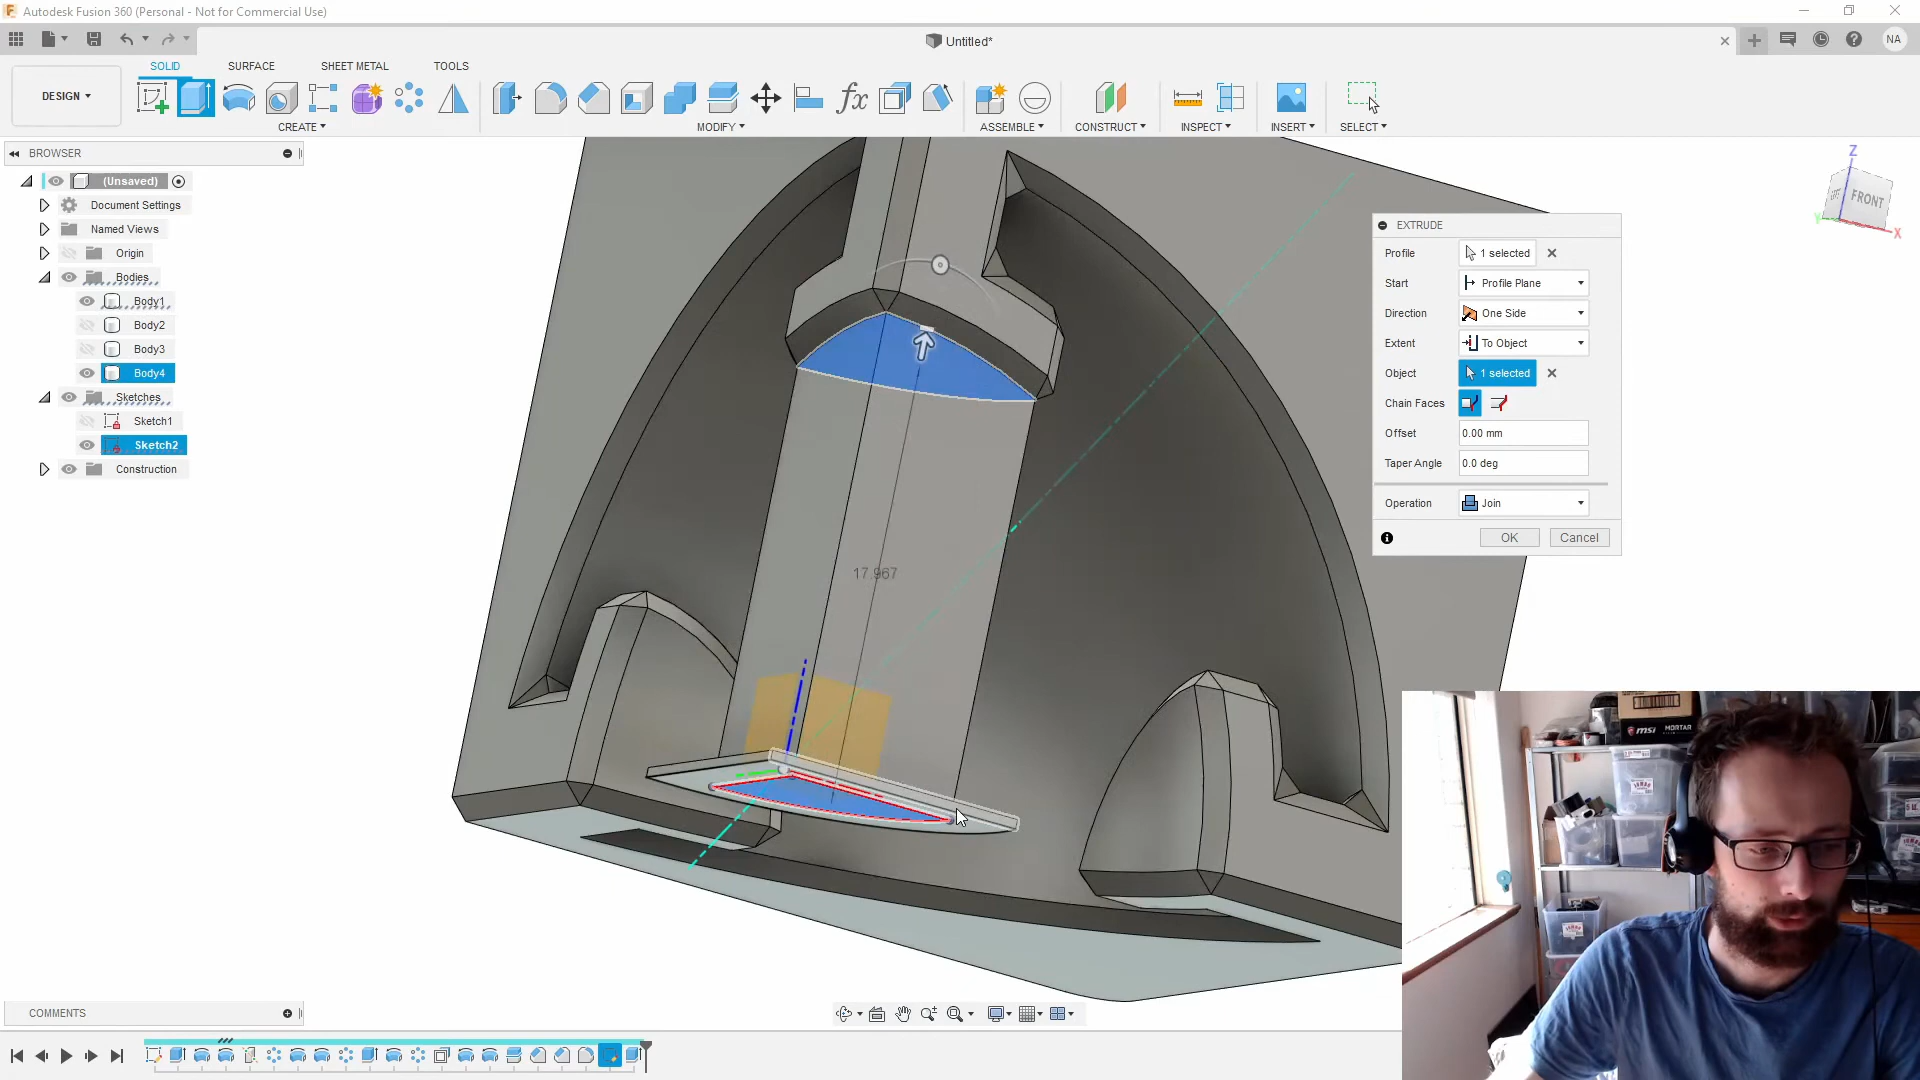 Autodesk Fusion 360 (Personal - Not for Commercial Use)
Untitled*
NA
DESIGN
SOLID
SURFACE
SHEET METAL
TOOLS
fx
CREATE
MODIFY
ASSEMBLE
CONSTRUCT
INSPECT
INSERT
SELECT
BROWSER
(Unsaved)
Document Settings
Named Views
Origin
Bodies
Body1
Body2
Body3
Body4
Sketches
Sketch1
Sketch2
Construction
Z
FRONT
Y
X
EXTRUDE
Profile
1 selected
Start
Profile Plane
Direction
One Side
Extent
To Object
Object
1 selected
Chain Faces
Offset
0.00 mm
Taper Angle
0.0 deg
Operation
Join
OK
Cancel
17.967
msi
MORTAR
COMMENTS